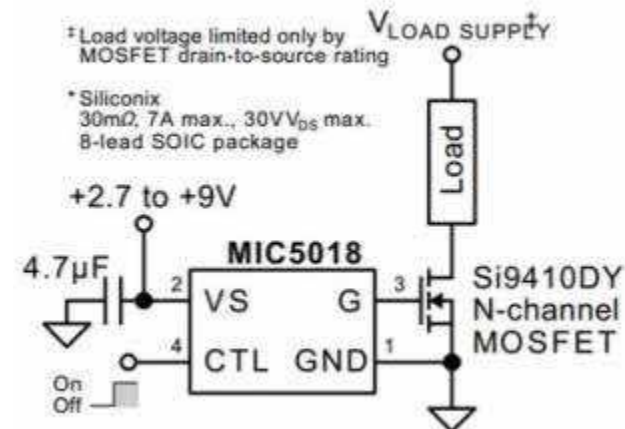 ‡Load voltage limited only by
MOSFET drain-to-source rating
VLOAD SUPPLY‡
*Siliconix
30mΩ, 7A max., 30V VDS max.
8-lead SOIC package
Load
+2.7 to +9V
4.7µF
MIC5018
2
VS
G
3
4
CTL
GND
1
Si9410DY
N-channel
MOSFET
On
Off